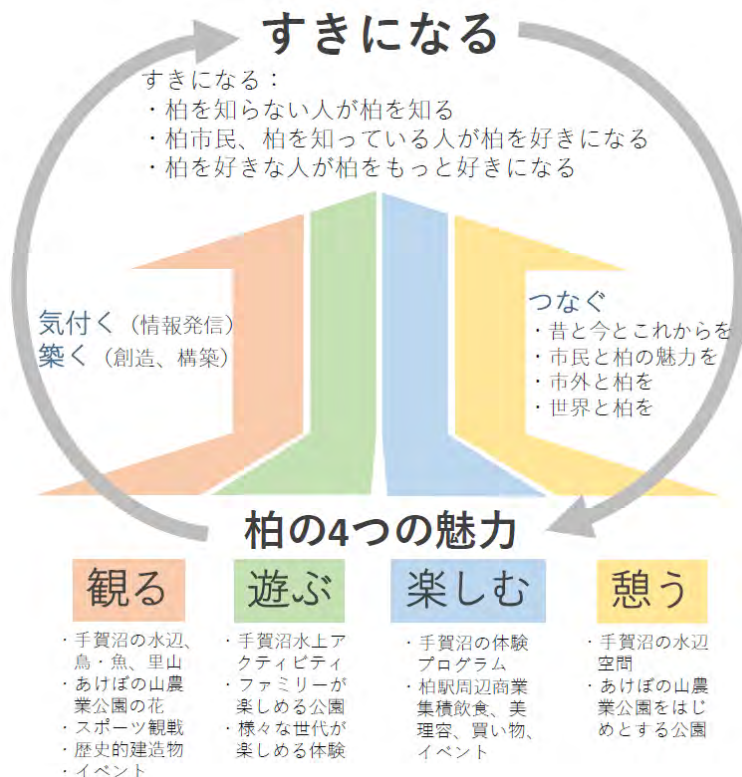 すきになる
すきになる：
・柏を知らない人が柏を知る
・柏市民、柏を知っている人が柏を好きになる
・柏を好きな人が柏をもっと好きになる
気付く（情報発信）
築く（創造、構築）
つなぐ
・昔と今とこれからを
・市民と柏の魅力を
・市外と柏を
・世界と柏を
柏の4つの魅力
観る
・手賀沼の水辺、
鳥・魚、里山
・あけぼの山農
業公園の花
・スポーツ観戦
・歴史的建造物
・イベント
遊ぶ
・手賀沼水上ア
クティビティ
・ファミリーが
楽しめる公園
・様々な世代が
楽しめる体験
楽しむ
・手賀沼の体験
プログラム
・柏駅周辺商業
集積飲食、美
理容、買い物、
イベント
憩う
・手賀沼の水辺
空間
・あけぼの山農
業公園をはじ
めとする公園